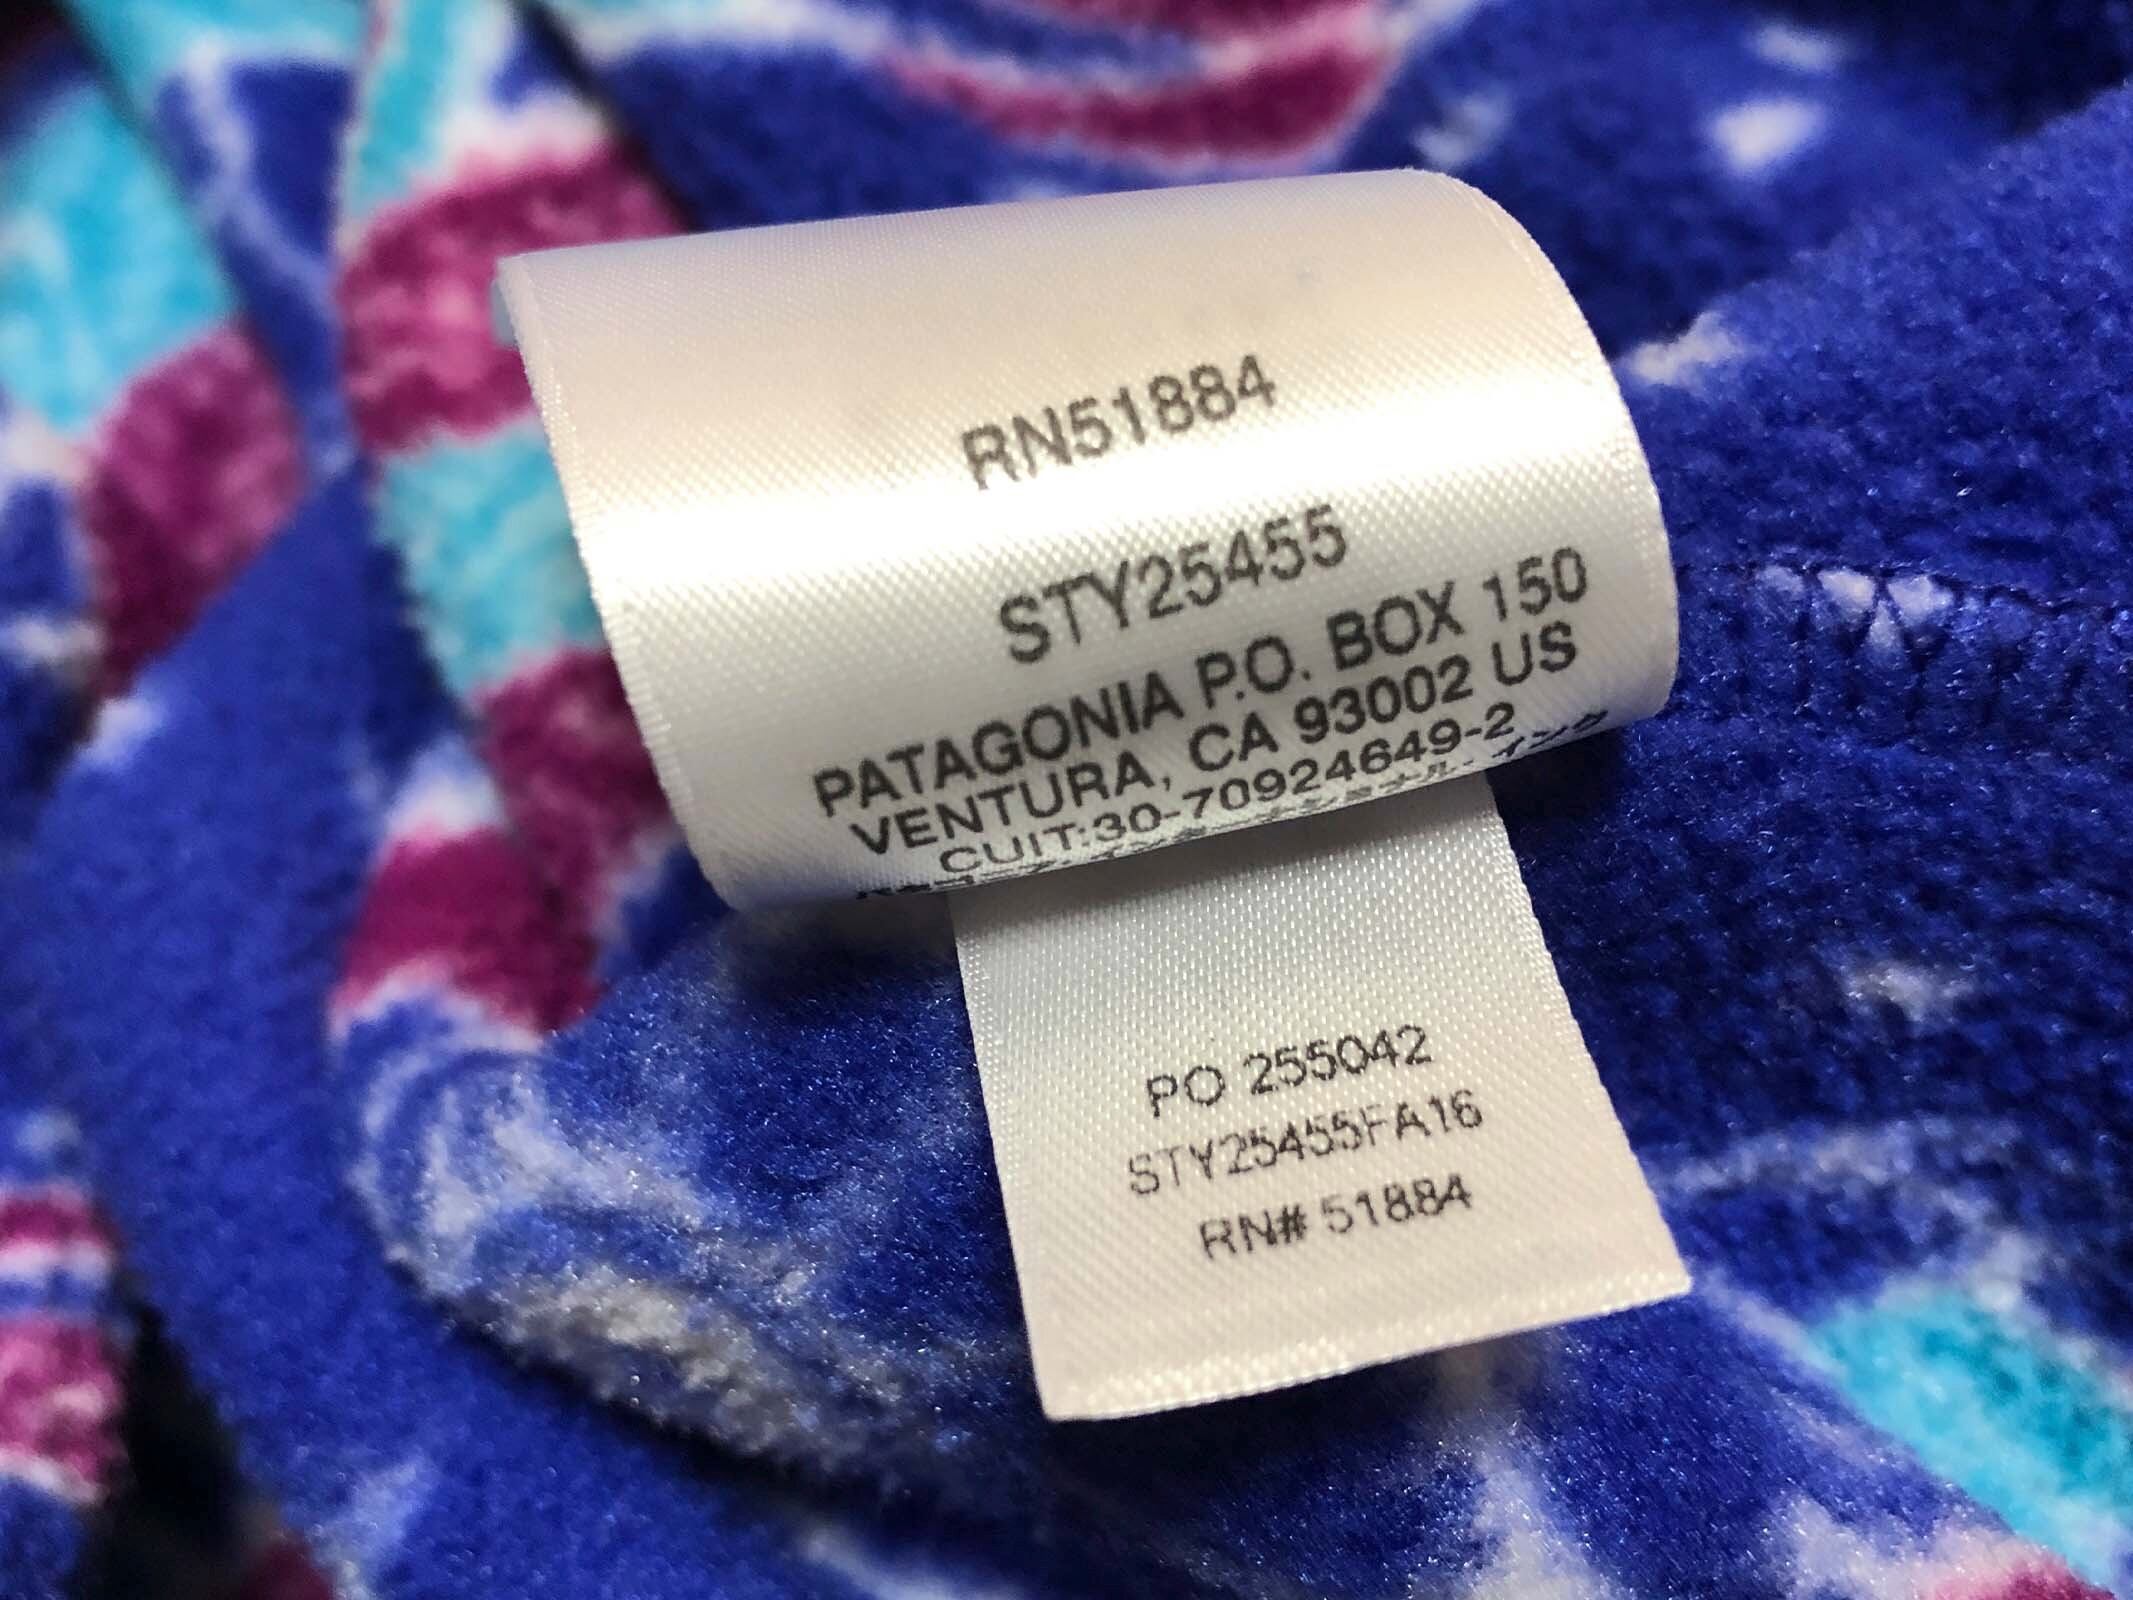 RN51884
STY25455
PATAGONIA P.O. BOX 150
VENTURA, CA 93002 US
CUIT:30-70924649-2
PO 255042
STY25455FA16
RN# 51884